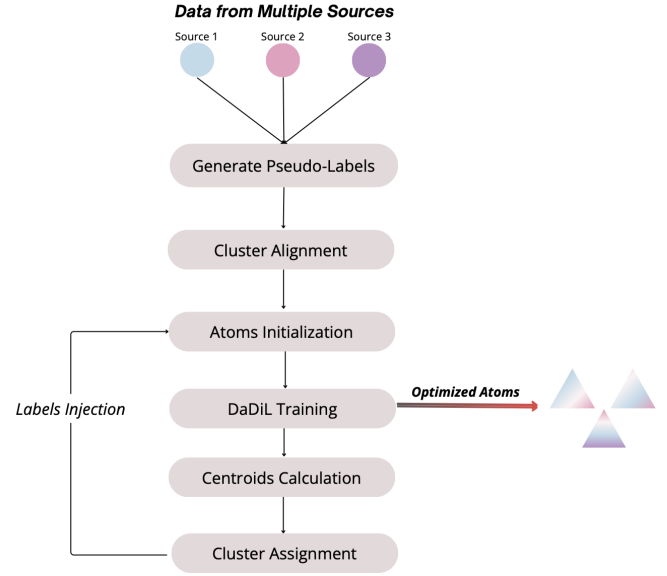 Data from Multiple Sources
Source 1
Source 2
Source 3
Generate Pseudo-Labels
Cluster Alignment
Atoms Initialization
Optimized Atoms
Labels Injection
DaDiL Training
Centroids Calculation
Cluster Assignment